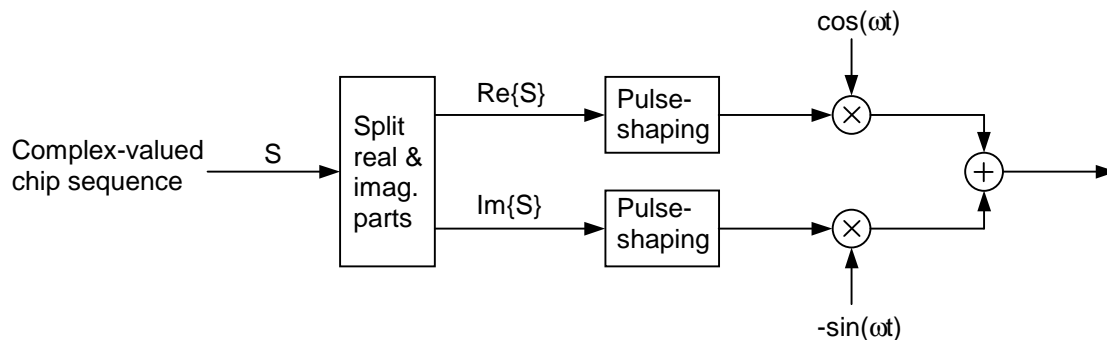 cos(ωt)
Complex-valued
chip sequence
S
Split
real &
imag.
parts
Re{S}
Pulse-
shaping
Im{S}
Pulse-
shaping
-sin(ωt)